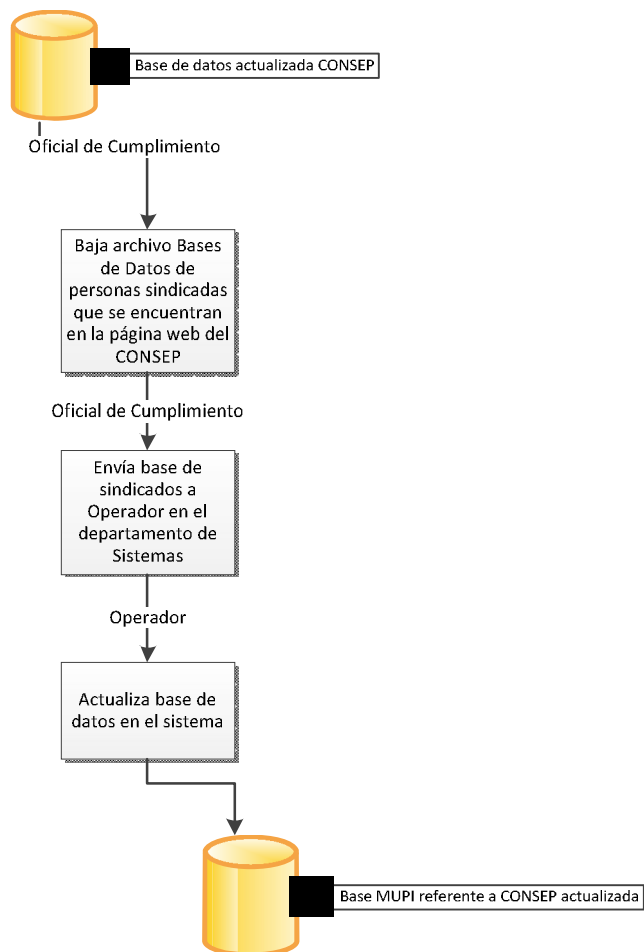 Base de datos actualizada CONSEP
Oficial de Cumplimiento
Baja archivo Bases
de Datos de
personas sindicadas
que se encuentran
en la página web del
CONSEP
Oficial de Cumplimiento
Envía base de
sindicados a
Operador en el
departamento de
Sistemas
Operador
Actualiza base de
datos en el sistema
Base MUPI referente a CONSEP actualizada